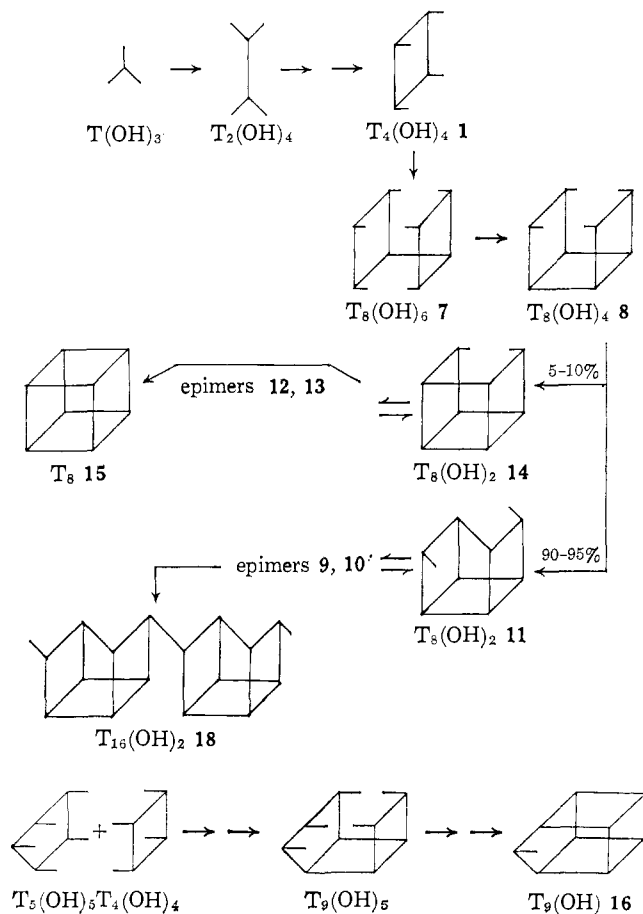 T(OH)₃ T₂(OH)₄ T₄(OH)₄ 1
T₈(OH)₆ 7 T₈(OH)₄ 8
5-10%
epimers 12, 13
T₈ 15 T₈(OH)₂ 14
90-95%
epimers 9, 10
T₈(OH)₂ 11
T₁₆(OH)₂ 18
+
T₅(OH)₅T₄(OH)₄ T₉(OH)₅ T₉(OH) 16